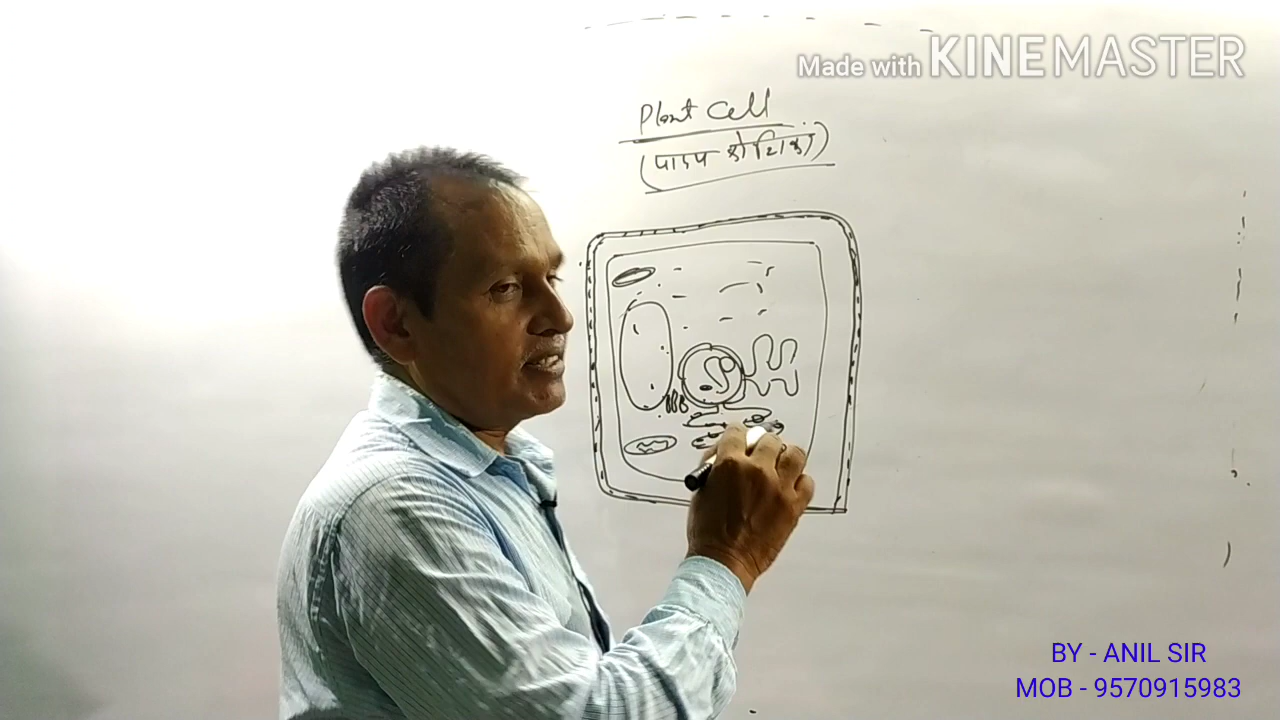 Made with KINEMASTER
Plant Cell
(पादप कोशिका)
BY - ANIL SIR
MOB - 9570915983